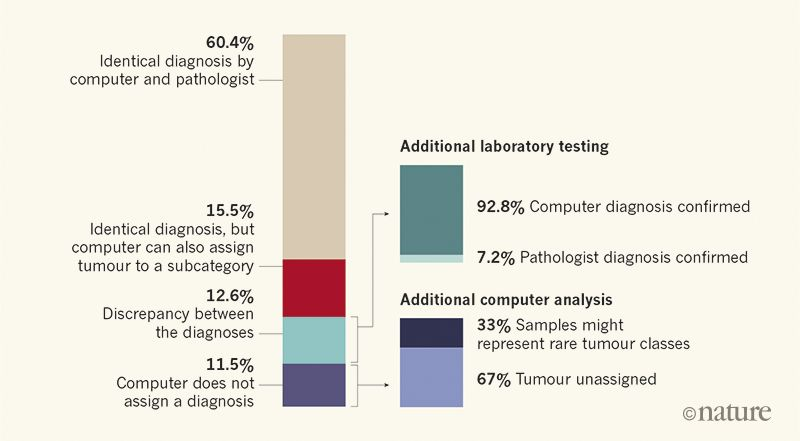 60.4%
Identical diagnosis by
computer and pathologist
15.5%
Identical diagnosis, but
computer can also assign
tumour to a subcategory
12.6%
Discrepancy between
the diagnoses
11.5%
Computer does not
assign a diagnosis
Additional laboratory testing
92.8% Computer diagnosis confirmed
7.2% Pathologist diagnosis confirmed
Additional computer analysis
33% Samples might
represent rare tumour classes
67% Tumour unassigned
©nature